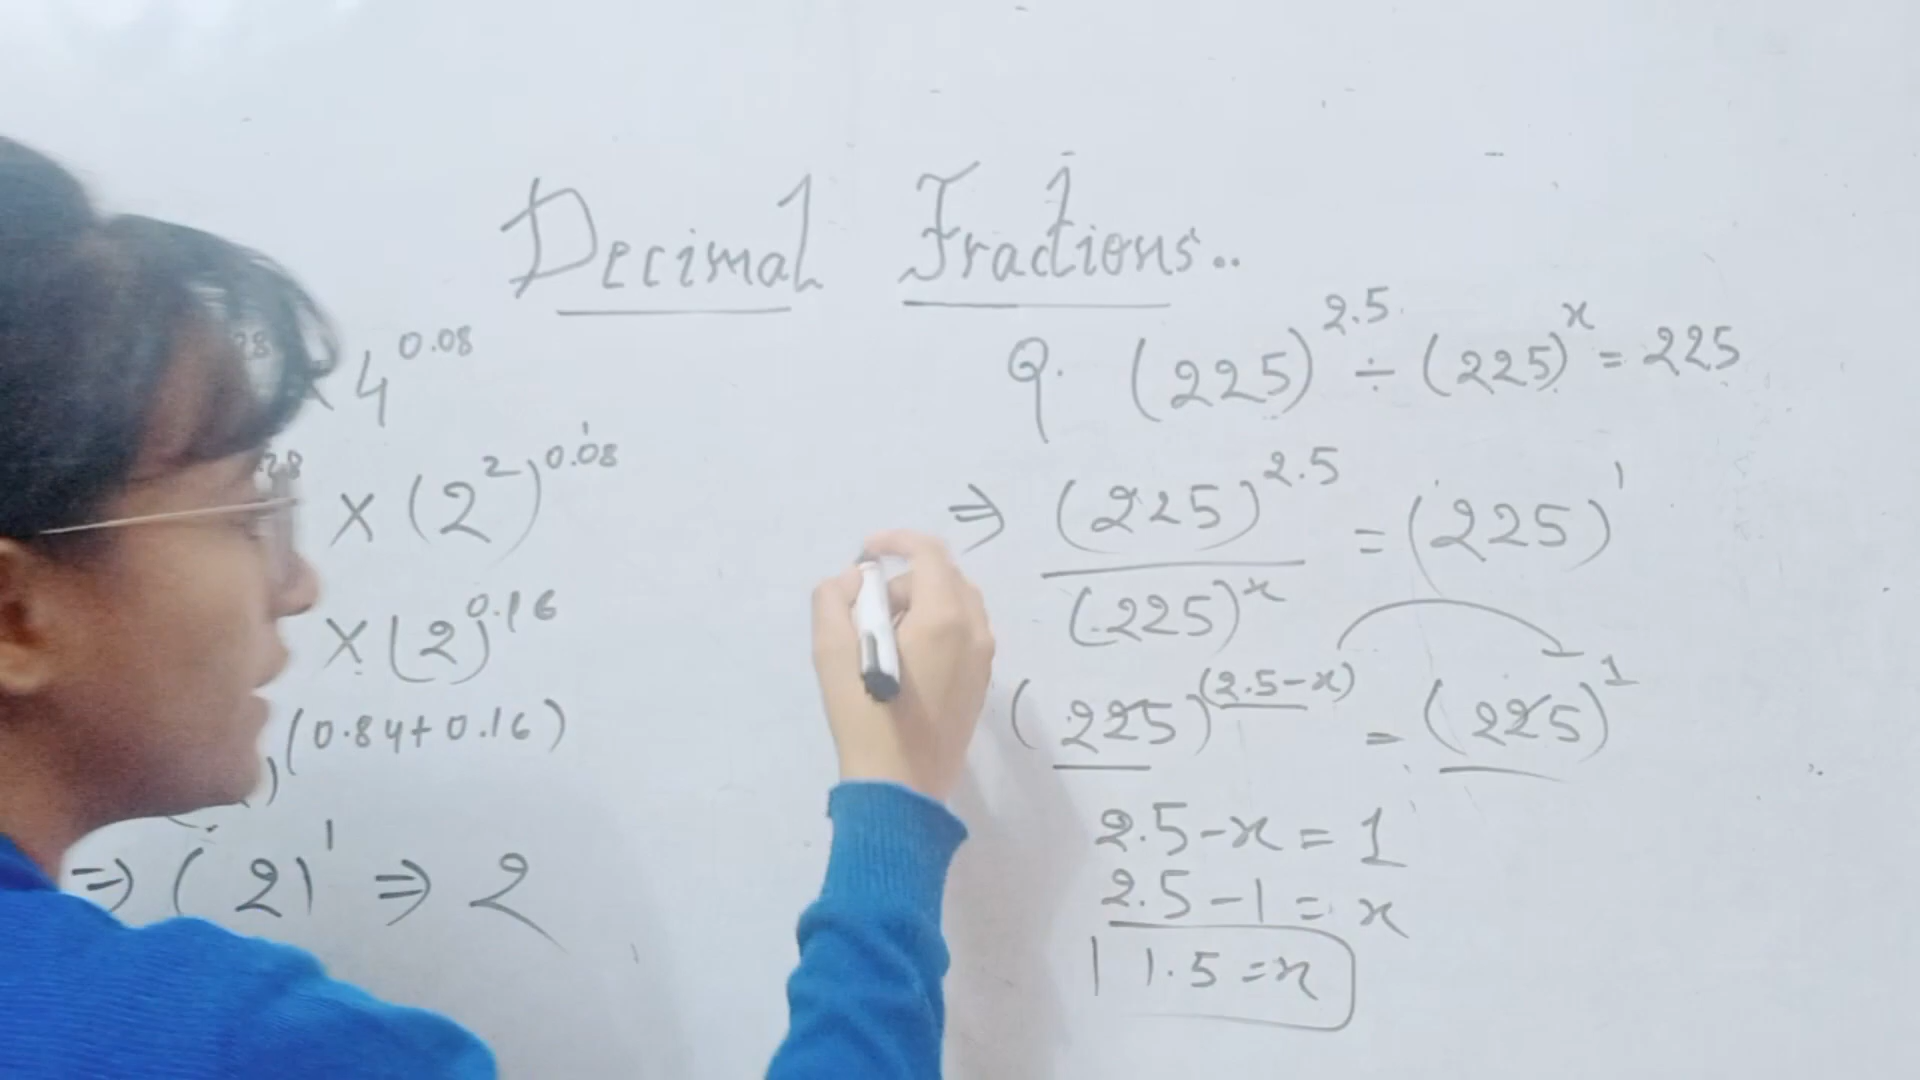 Decimal Fractions..
28 × 4^0.08
28 × (2^2)^0.08
× (2)^0.16
)^(0.84+0.16)
⇒ (2)^1 ⇒ 2
Q. (225)^2.5 ÷ (225)^x = 225
⇒ (225)^2.5 / (225)^x = (225)^1
(225)^(2.5-x) = (225)^1
2.5-x = 1
2.5-1 = x
1.5 = x